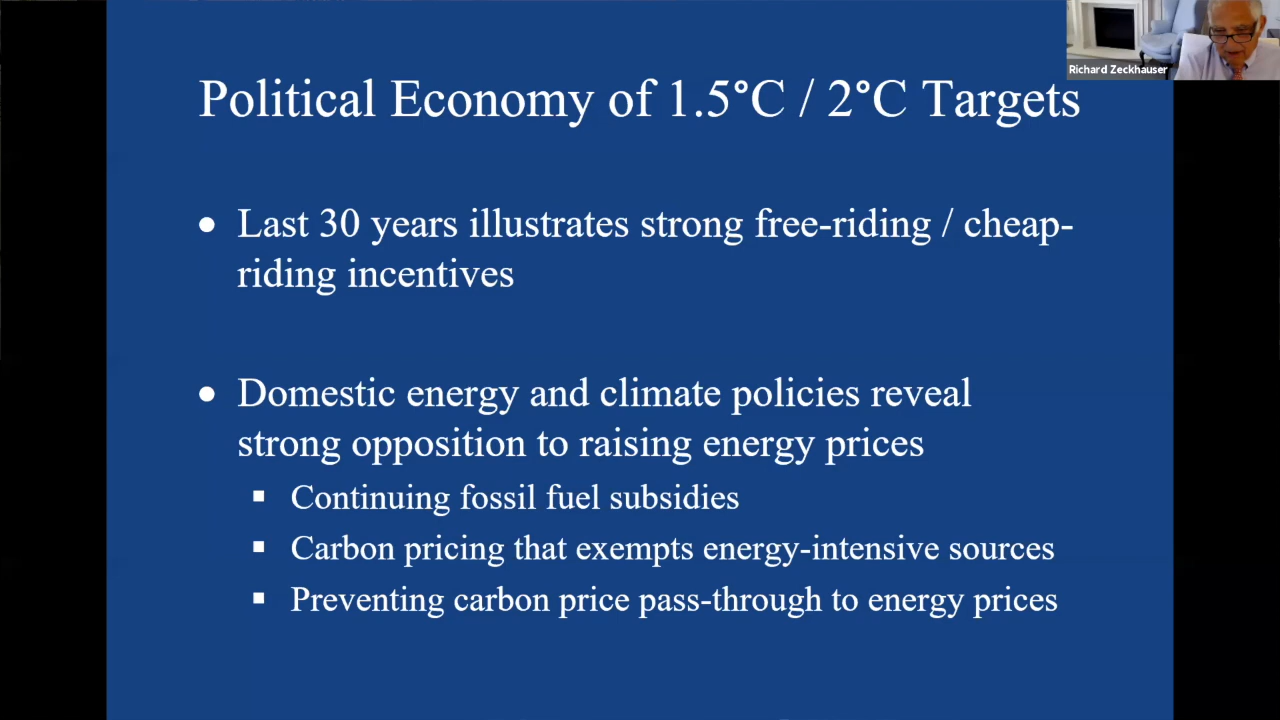 Richard Zeckhauser
Political Economy of 1.5°C / 2°C Targets
• Last 30 years illustrates strong free-riding / cheap-
riding incentives
• Domestic energy and climate policies reveal
strong opposition to raising energy prices
▪ Continuing fossil fuel subsidies
▪ Carbon pricing that exempts energy-intensive sources
▪ Preventing carbon price pass-through to energy prices